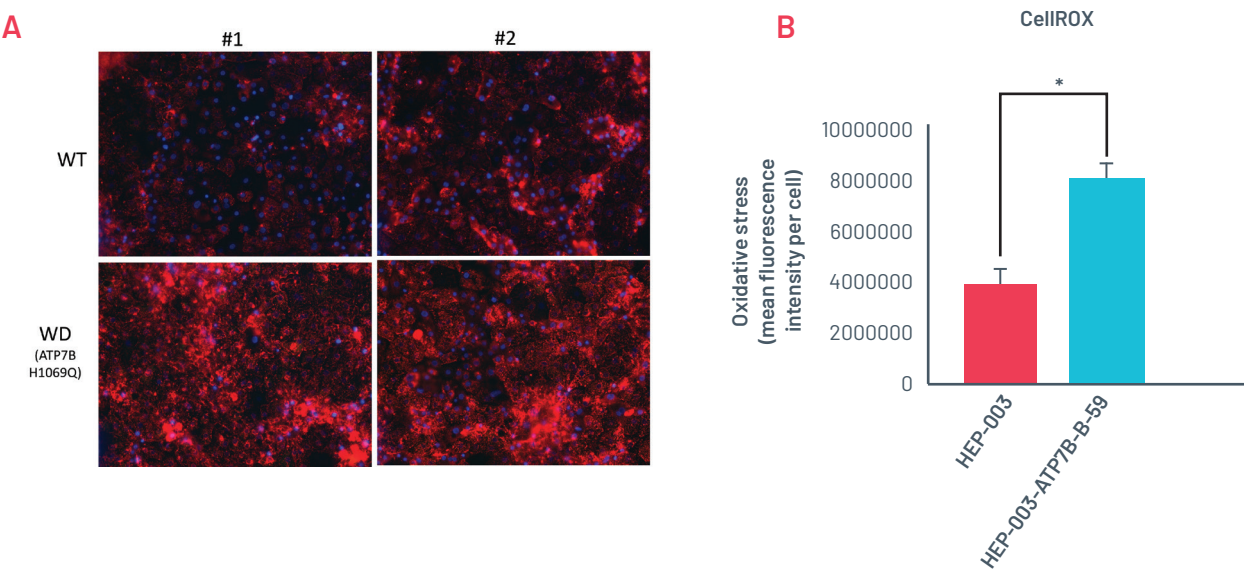 A
#1
#2
WT
WD
(ATP7B
H1069Q)
B
CellROX
*
Oxidative stress
(mean fluorescence
intensity per cell)
10000000
8000000
6000000
4000000
2000000
0
HEP-003
HEP-003-ATP7B-B-59